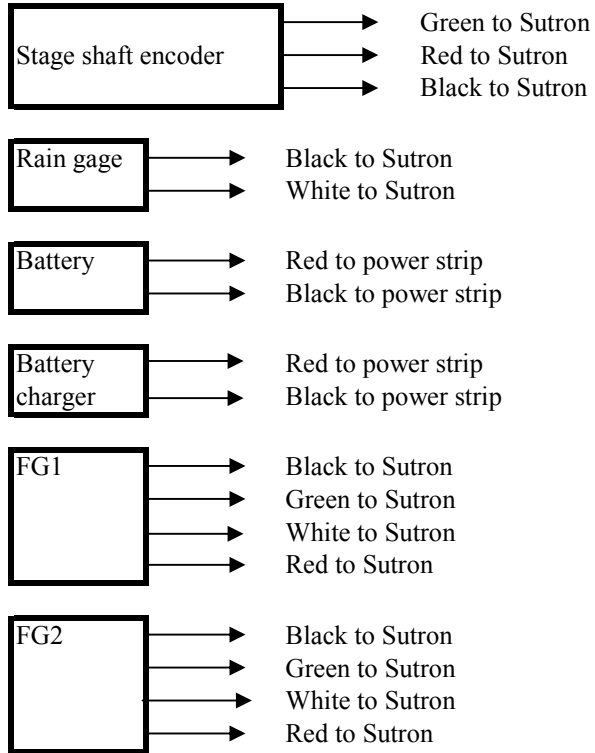 Stage shaft encoder
Green to Sutron
Red to Sutron
Black to Sutron
Rain gage
Black to Sutron
White to Sutron
Battery
Red to power strip
Black to power strip
Battery
charger
Red to power strip
Black to power strip
FG1
Black to Sutron
Green to Sutron
White to Sutron
Red to Sutron
FG2
Black to Sutron
Green to Sutron
White to Sutron
Red to Sutron